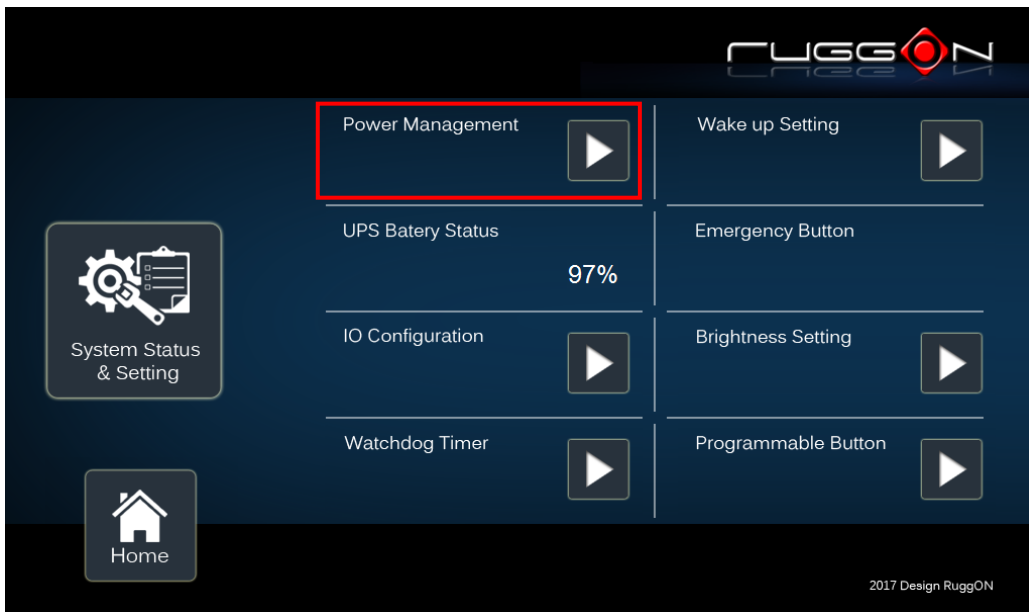 RUGGON
Power Management
Wake up Setting
UPS Batery Status
97%
Emergency Button
System Status
& Setting
IO Configuration
Brightness Setting
Watchdog Timer
Programmable Button
Home
2017 Design RuggON